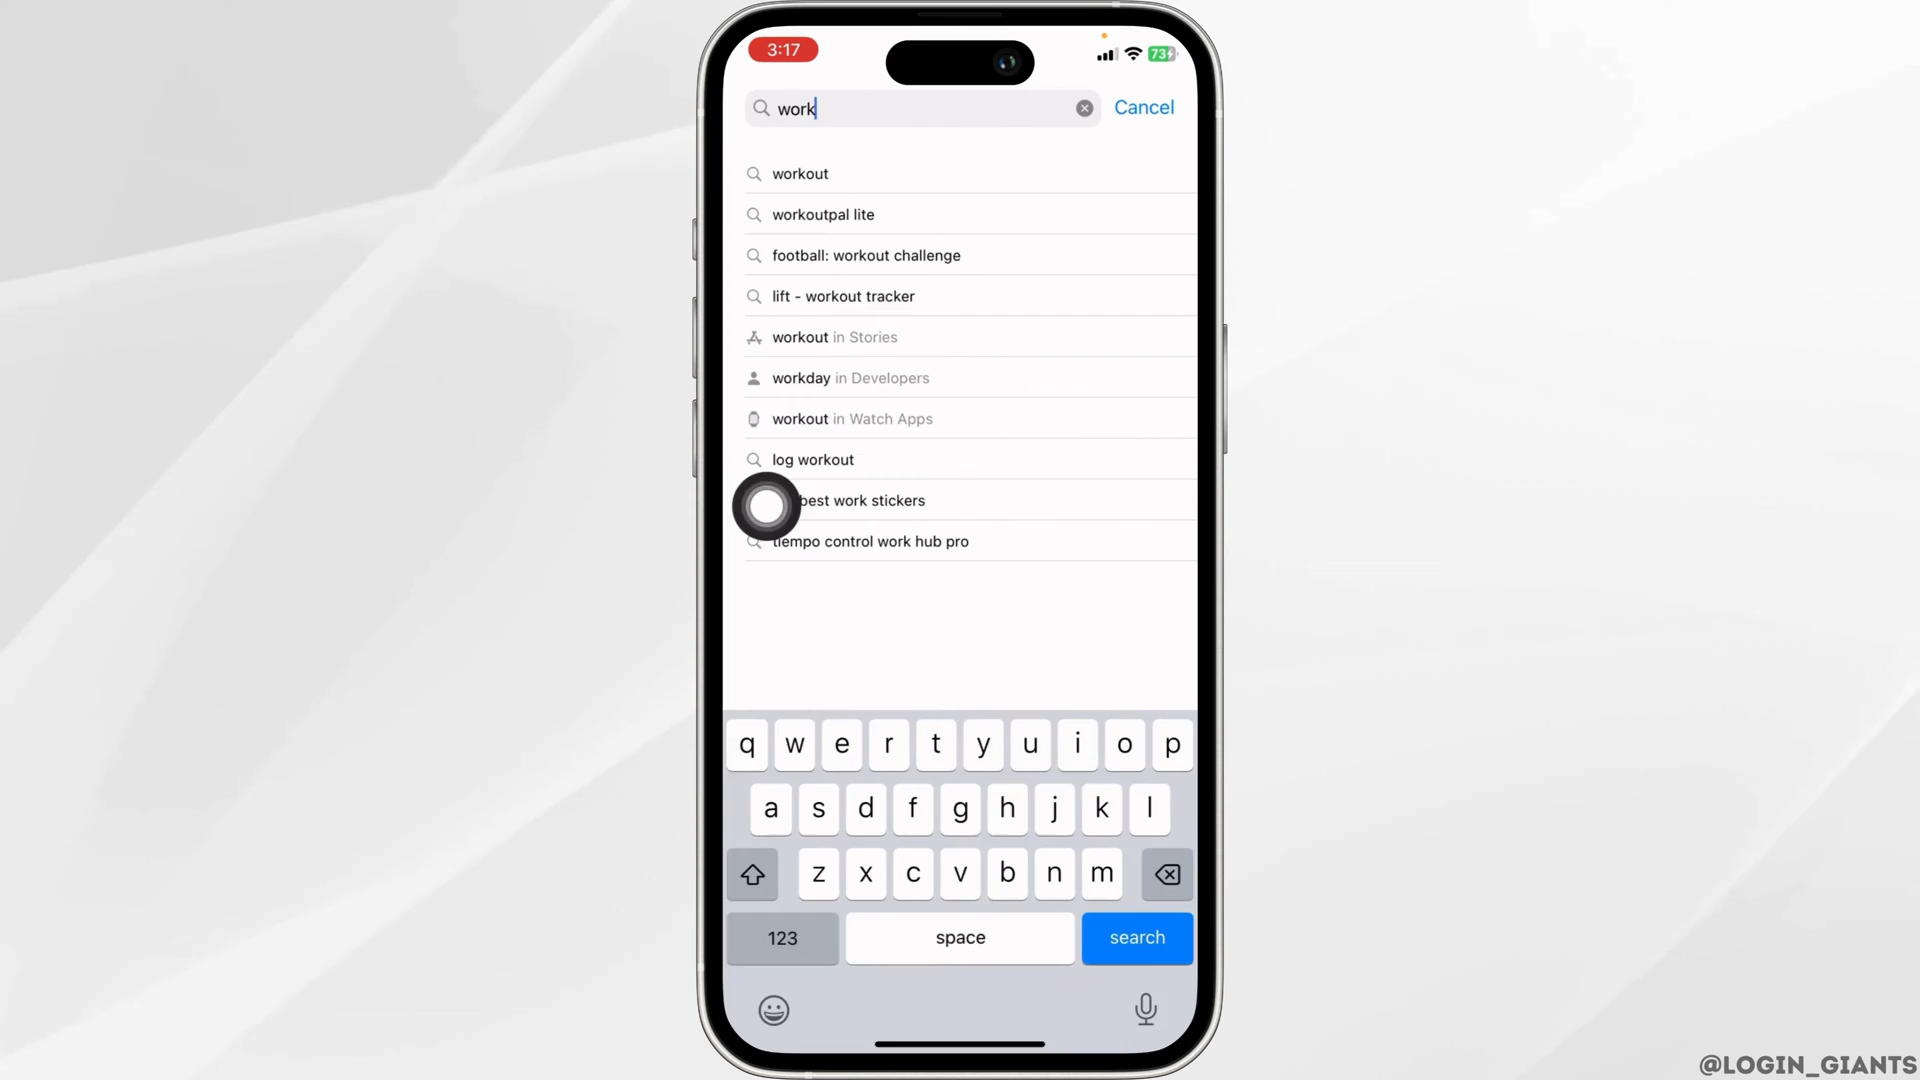 3:17
73
work
Cancel
workout
workoutpal lite
football: workout challenge
lift - workout tracker
workout in Stories
workday in Developers
workout in Watch Apps
log workout
best work stickers
tiempo control work hub pro
q w e r t y u i o p
a s d f g h j k l
z x c v b n m
123 space search
@LOGIN_GIANTS